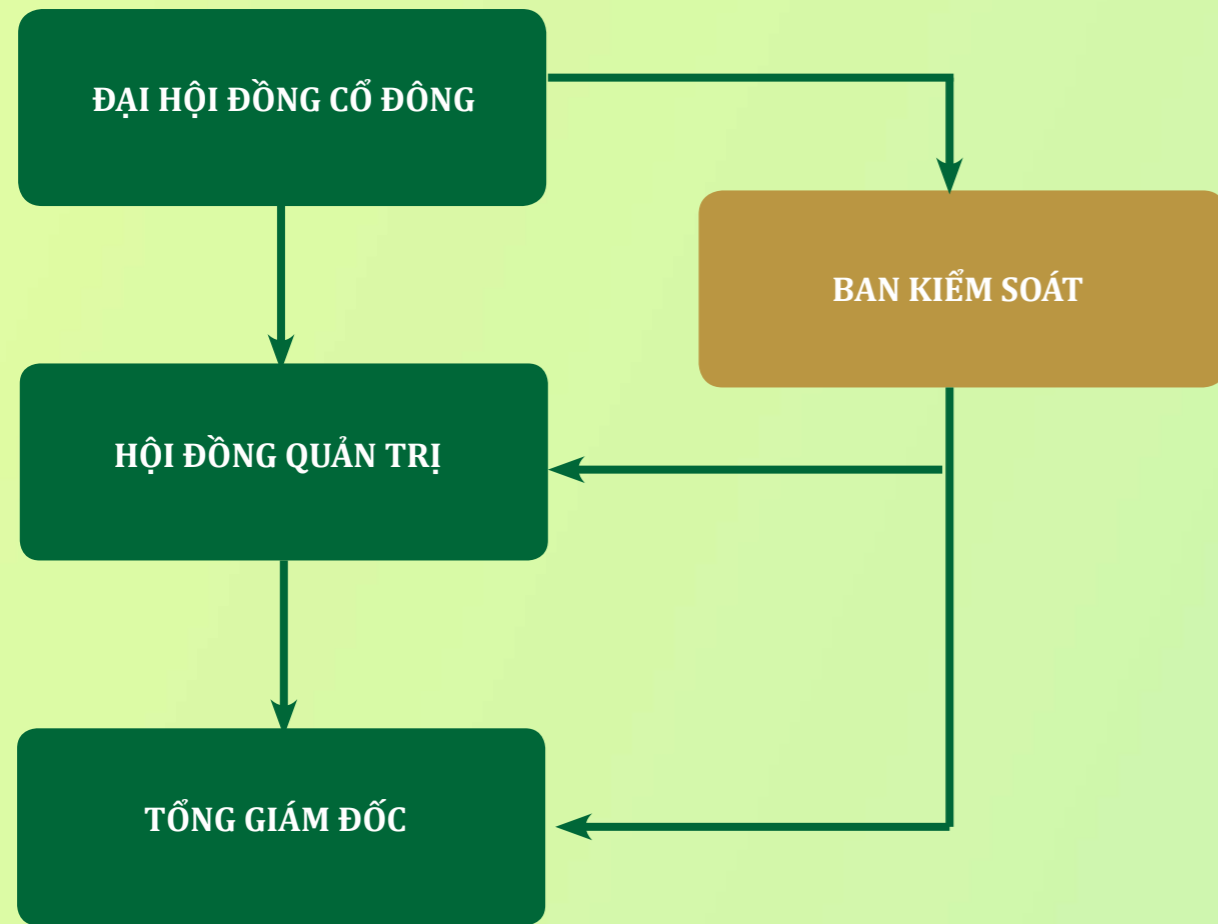 ĐẠI HỘI ĐỒNG CỔ ĐÔNG
BAN KIỂM SOÁT
HỘI ĐỒNG QUẢN TRỊ
TỔNG GIÁM ĐỐC